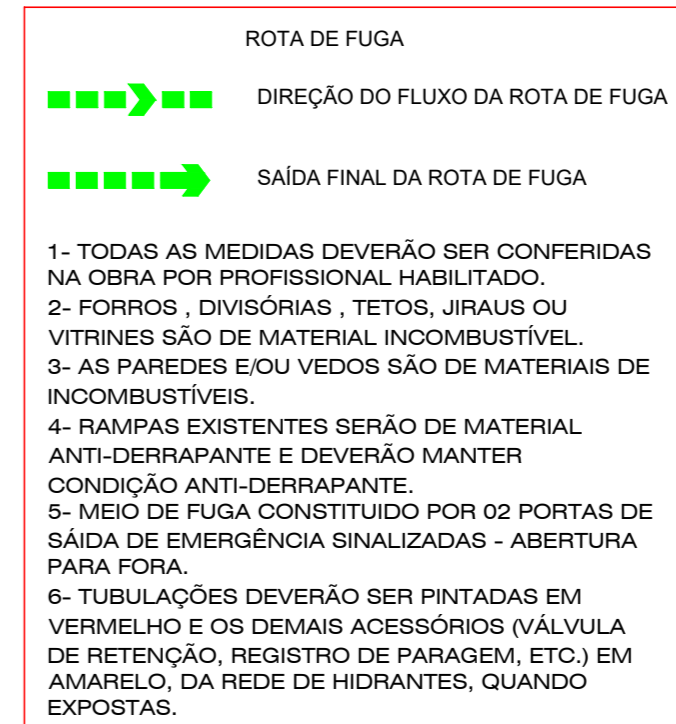 ROTA DE FUGA
DIREÇÃO DO FLUXO DA ROTA DE FUGA
SAÍDA FINAL DA ROTA DE FUGA
1- TODAS AS MEDIDAS DEVERÃO SER CONFERIDAS
NA OBRA POR PROFISSIONAL HABILITADO.
2- FORROS , DIVISÓRIAS , TETOS, JIRAUS OU
VITRINES SÃO DE MATERIAL INCOMBUSTÍVEL.
3- AS PAREDES E/OU VEDOS SÃO DE MATERIAIS DE
INCOMBUSTÍVEIS.
4- RAMPAS EXISTENTES SERÃO DE MATERIAL
ANTI-DERRAPANTE E DEVERÃO MANTER
CONDIÇÃO ANTI-DERRAPANTE.
5- MEIO DE FUGA CONSTITUIDO POR 02 PORTAS DE
SÁIDA DE EMERGÊNCIA SINALIZADAS - ABERTURA
PARA FORA.
6- TUBULAÇÕES DEVERÃO SER PINTADAS EM
VERMELHO E OS DEMAIS ACESSÓRIOS (VÁLVULA
DE RETENÇÃO, REGISTRO DE PARAGEM, ETC.) EM
AMARELO, DA REDE DE HIDRANTES, QUANDO
EXPOSTAS.